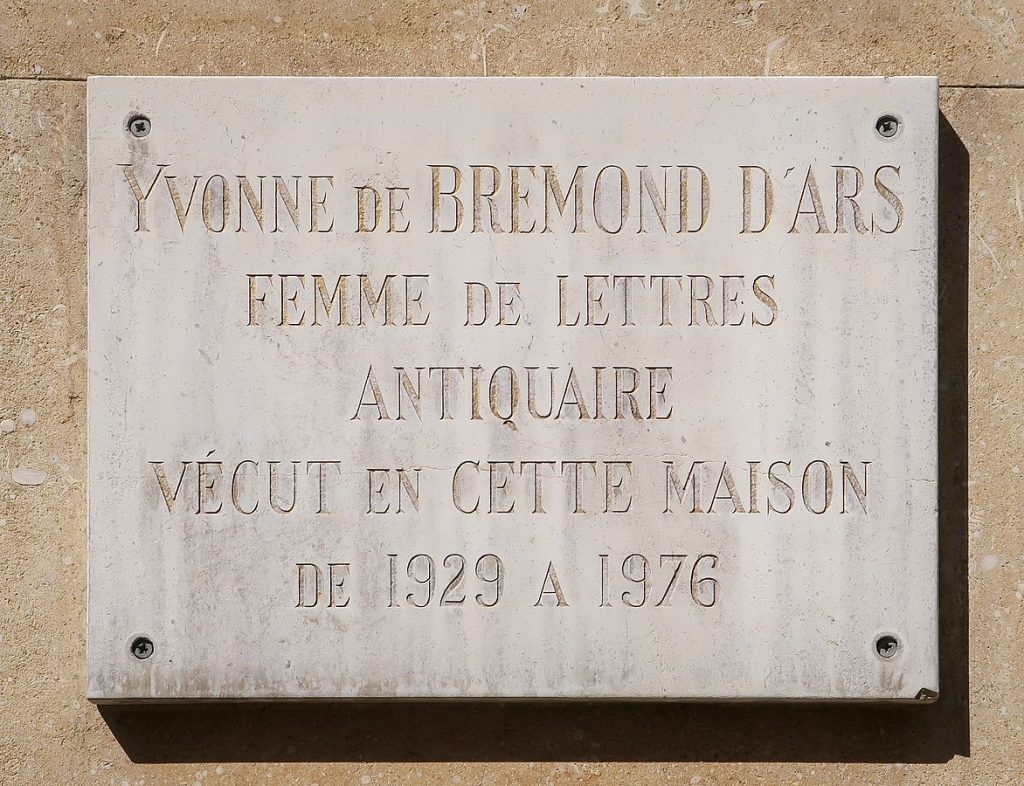 YVONNE DE BREMOND D'ARS
FEMME DE LETTRES
ANTIQUAIRE
VÉCUT EN CETTE MAISON
DE 1929 A 1976